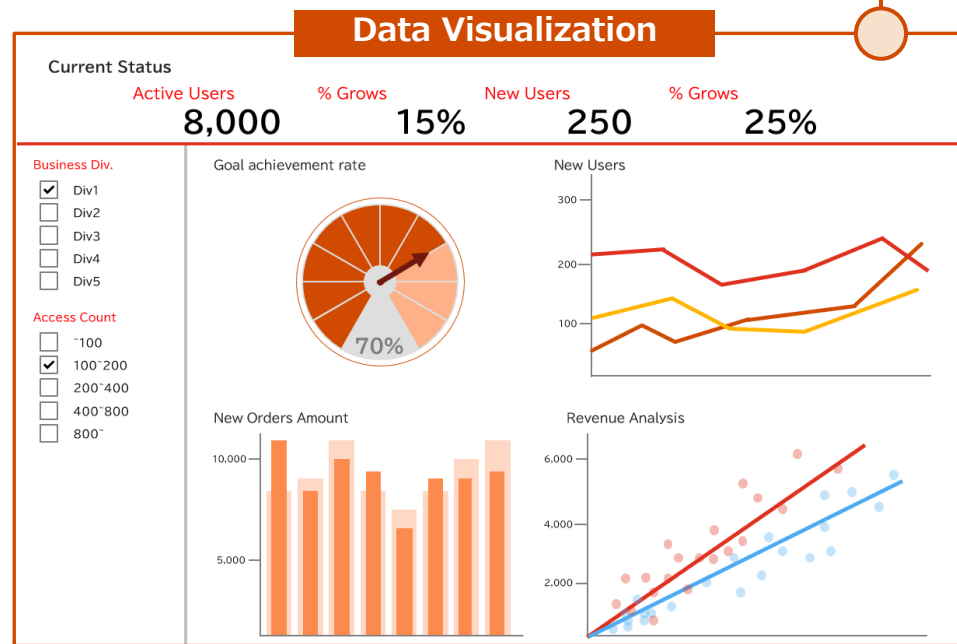 Data Visualization
Current Status
Active Users
8,000
% Grows
15%
New Users
250
% Grows
25%
Business Div.
Div1
Div2
Div3
Div4
Div5
Access Count
~100
100~200
200~400
400~800
800~
Goal achievement rate
70%
New Users
300
200
100
New Orders Amount
10,000
5,000
Revenue Analysis
6,000
4,000
2,000